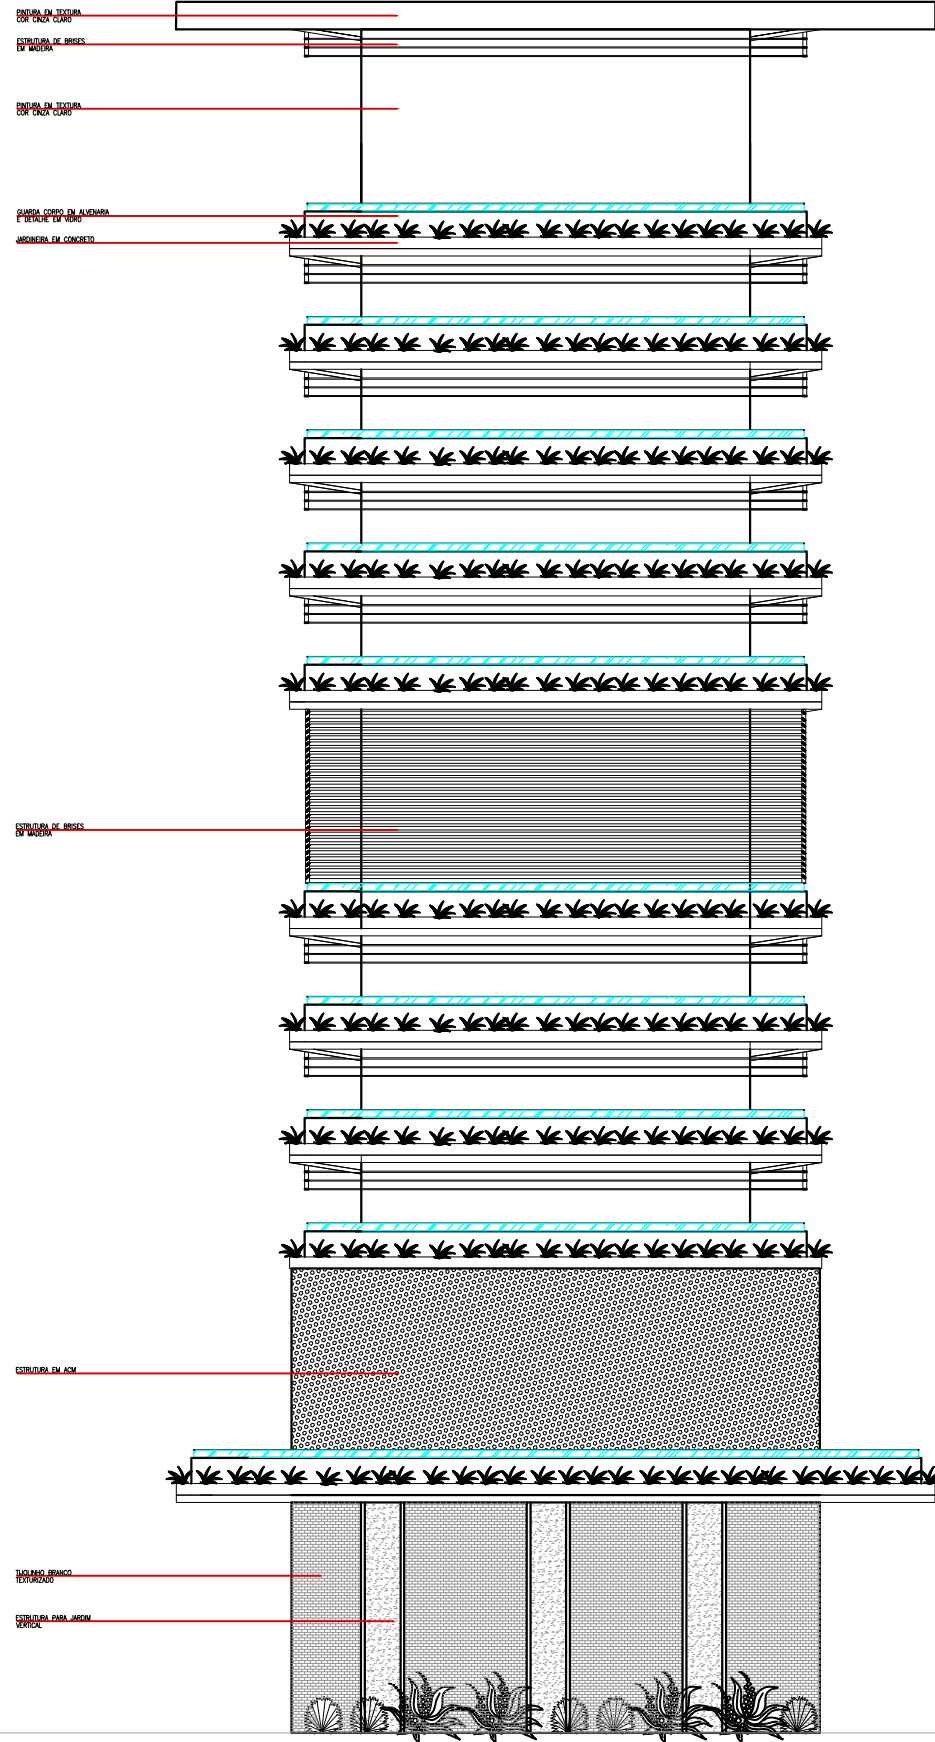 PINTURA EM TEXTURA
COR CINZA CLARO
ESTRUTURA DE BRISES
EM MADEIRA
PINTURA EM TEXTURA
COR CINZA CLARO
GUARDA CORPO EM ALVENARIA
E DETALHE EM VIDRO
JARDINEIRA EM CONCRETO
ESTRUTURA DE BRISES
EM MADEIRA
ESTRUTURA EM ACM
TIJOLINHO BRANCO
TEXTURIZADO
ESTRUTURA PARA JARDIM
VERTICAL